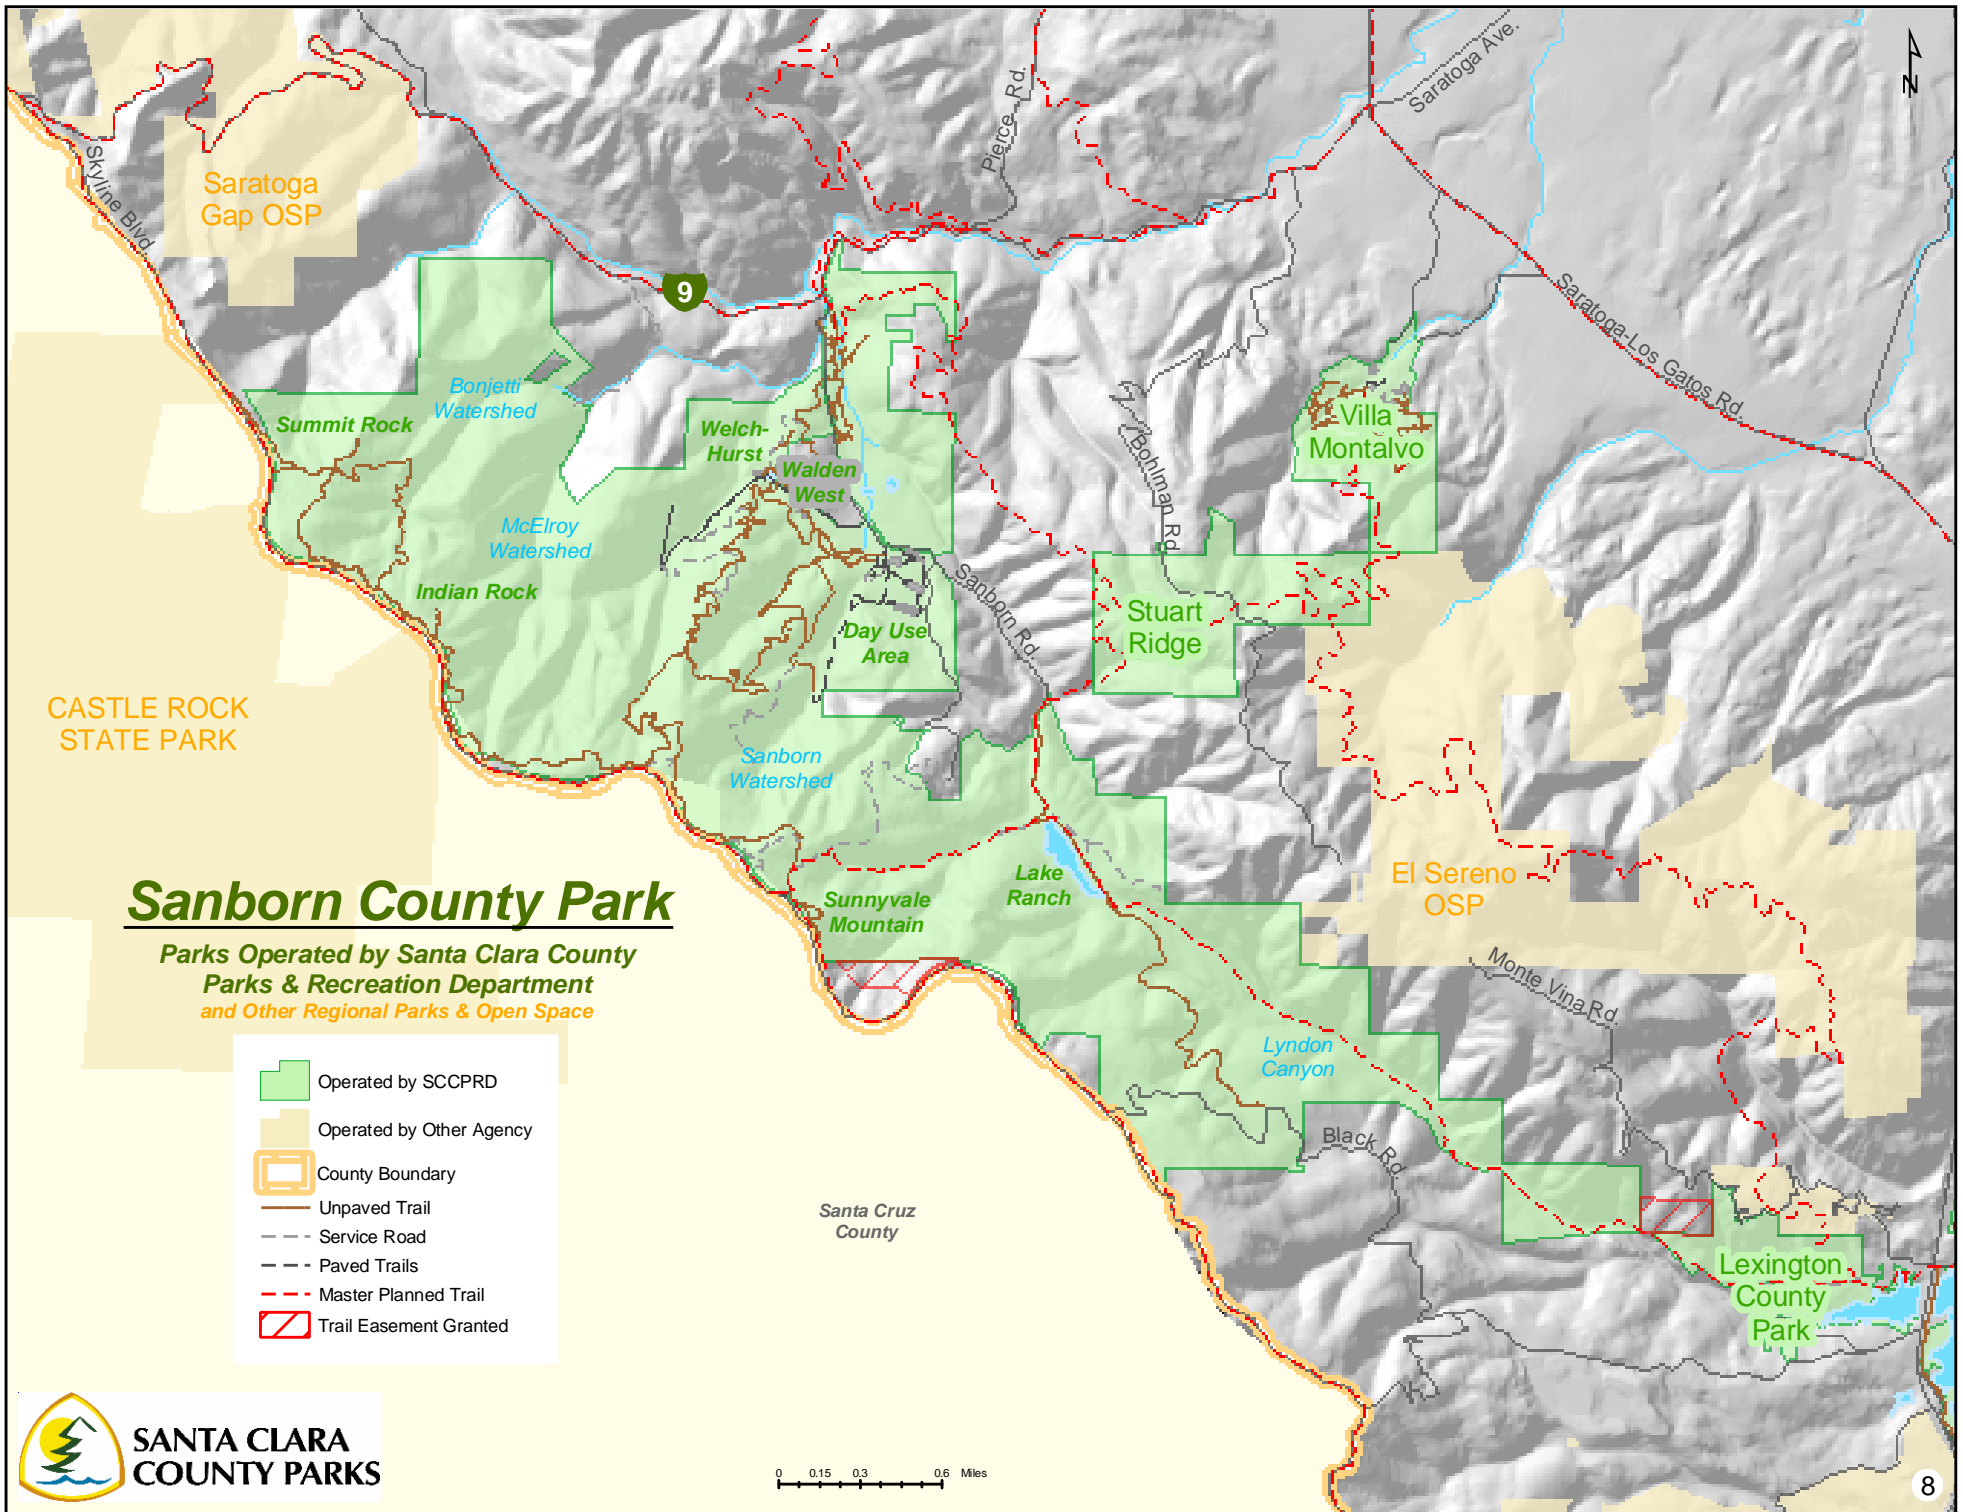 Saratoga Ave.
N
Pierce Rd.
Skyline Blvd.
Saratoga
Gap OSP
9
Saratoga-Los Gatos Rd.
Bonjetti
Watershed
Summit Rock
Welch-
Hurst
Walden
West
Villa
Montalvo
Bohlman Rd.
McElroy
Watershed
Indian Rock
Sanborn Rd.
Stuart
Ridge
Day Use
Area
CASTLE ROCK
STATE PARK
Sanborn
Watershed
El Sereno
OSP
Lake
Ranch
Sunnyvale
Mountain
Sanborn County Park
Parks Operated by Santa Clara County
Parks & Recreation Department
and Other Regional Parks & Open Space
Monte Vina Rd.
Lyndon
Canyon
Black Rd.
Operated by SCCPRD
Operated by Other Agency
County Boundary
Unpaved Trail
Service Road
Paved Trails
Master Planned Trail
Trail Easement Granted
Santa Cruz
County
Lexington
County
Park
SANTA CLARA
COUNTY PARKS
0 0.15 0.3 0.6 Miles
8